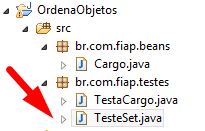 OrdenaObjetos
src
br.com.fiap.beans
Cargo.java
br.com.fiap.testes
TestaCargo.java
TesteSet.java